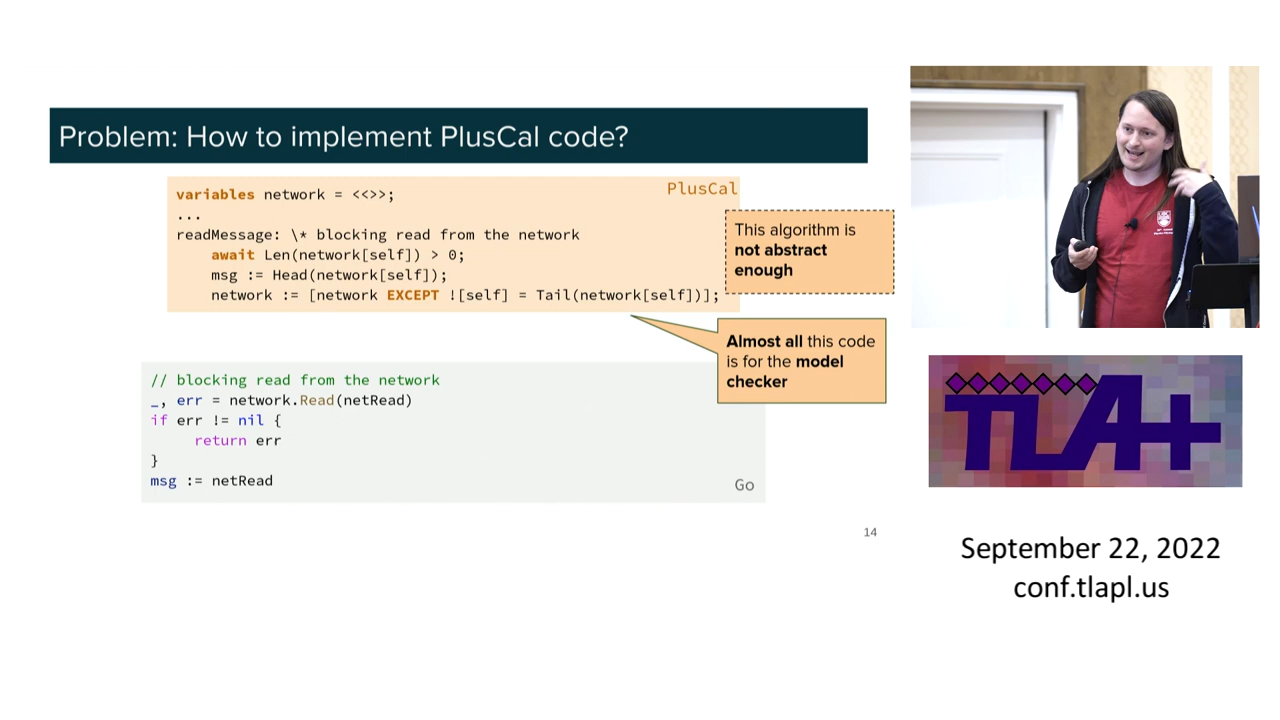 Problem: How to implement PlusCal code?
PlusCal
variables network = <<>>;
...
readMessage: \* blocking read from the network
await Len(network[self]) > 0;
msg := Head(network[self]);
network := [network EXCEPT ![self] = Tail(network[self])];
This algorithm is
not abstract
enough
Almost all this code
is for the model
checker
// blocking read from the network
_, err = network.Read(netRead)
if err != nil {
return err
}
msg := netRead
Go
14
TLA+
September 22, 2022
conf.tlapl.us